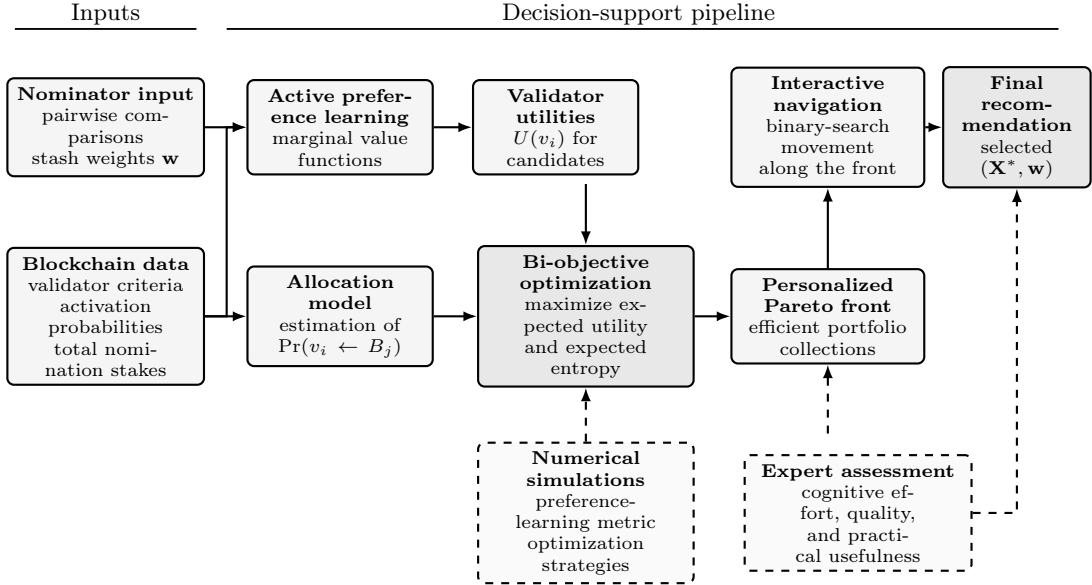 Inputs
Decision-support pipeline
Nominator input
pairwise com-
parisons
stash weights w
Active prefer-
ence learning
marginal value
functions
Validator
utilities
U(v_i) for
candidates
Interactive
navigation
binary-search
movement
along the front
Final
recom-
mendation
selected
(X*, w)
Blockchain data
validator criteria
activation
probabilities
total nomi-
nation stakes
Allocation
model
estimation of
Pr(v_i ← B_j)
Bi-objective
optimization
maximize ex-
pected utility
and expected
entropy
Personalized
Pareto front
efficient portfolio
collections
Numerical
simulations
preference-
learning metric
optimization
strategies
Expert assessment
cognitive ef-
fort, quality,
and practi-
cal usefulness